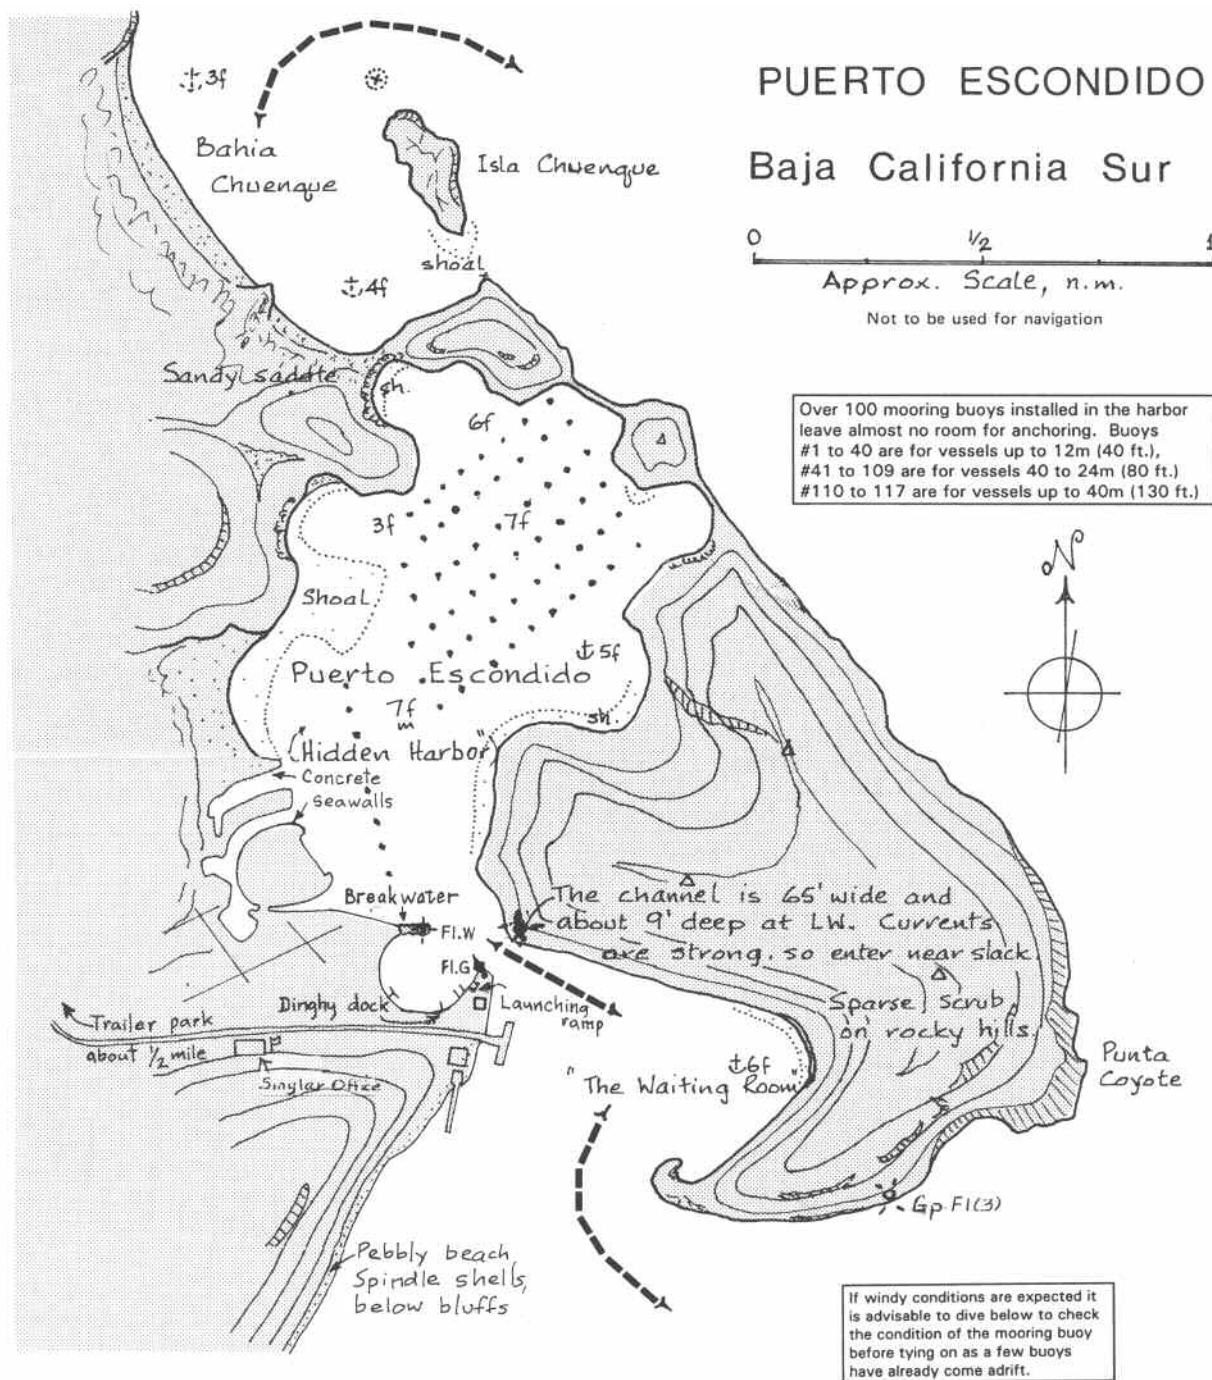 PUERTO ESCONDIDO
Baja California Sur
0 1/2 1
Approx. Scale, n.m.
Not to be used for navigation
3f
Bahia
Chuenque
Isla Chuenque
shoal
4f
Sandy saddle
sh.
6f
Over 100 mooring buoys installed in the harbor
leave almost no room for anchoring. Buoys
#1 to 40 are for vessels up to 12m (40 ft.),
#41 to 109 are for vessels 40 to 24m (80 ft.)
#110 to 117 are for vessels up to 40m (130 ft.)
3f
7f
N
Shoal
5f
Puerto Escondido
7f
m
sh.
("Hidden Harbor")
Concrete
seawalls
Breakwater
Fl.W
The channel is 65' wide and
about 9' deep at LW. Currents
are strong, so enter near slack.
Fl.G
Dinghy dock
Launching
ramp
Sparse Scrub
on rocky hills.
Trailer park
about 1/2 mile
Singlar Office
6f
"The Waiting Room"
Punta
Coyote
Gp. Fl(3)
Pebbly beach
Spindle shells,
below bluffs
If windy conditions are expected it
is advisable to dive below to check
the condition of the mooring buoy
before tying on as a few buoys
have already come adrift.